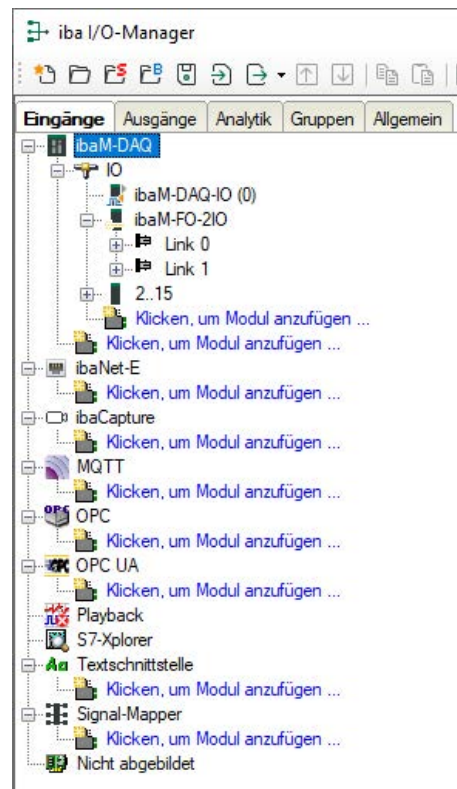 iba I/O-Manager
Eingänge Ausgänge Analytik Gruppen Allgemein
ibaM-DAQ
IO
ibaM-DAQ-IO (0)
ibaM-FO-2IO
Link 0
Link 1
2..15
Klicken, um Modul anzufügen ...
Klicken, um Modul anzufügen ...
ibaNet-E
Klicken, um Modul anzufügen ...
ibaCapture
Klicken, um Modul anzufügen ...
MQTT
Klicken, um Modul anzufügen ...
OPC
Klicken, um Modul anzufügen ...
OPC UA
Klicken, um Modul anzufügen ...
Playback
S7-Xplorer
Textschnittstelle
Klicken, um Modul anzufügen ...
Signal-Mapper
Klicken, um Modul anzufügen ...
Nicht abgebildet